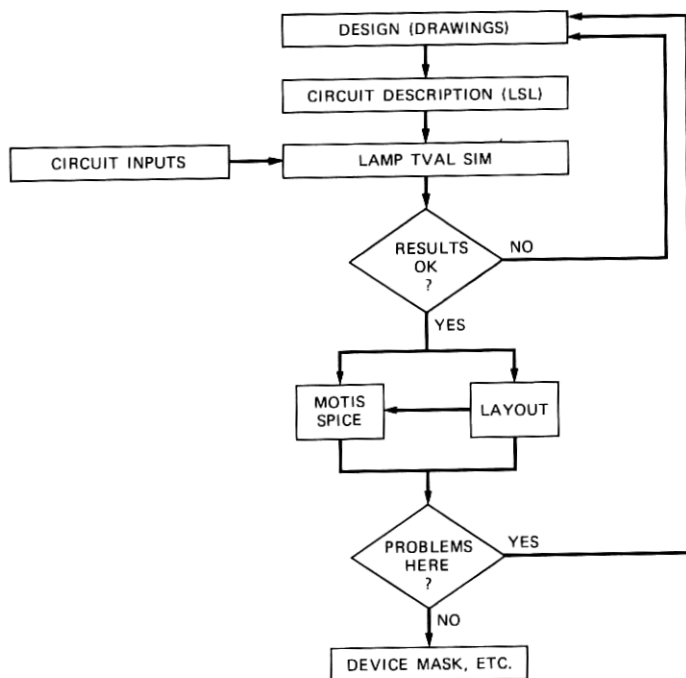 DESIGN (DRAWINGS)
CIRCUIT DESCRIPTION (LSL)
CIRCUIT INPUTS
LAMP TVAL SIM
RESULTS
OK
?
NO
YES
MOTIS
SPICE
LAYOUT
PROBLEMS
HERE
?
YES
NO
DEVICE MASK, ETC.